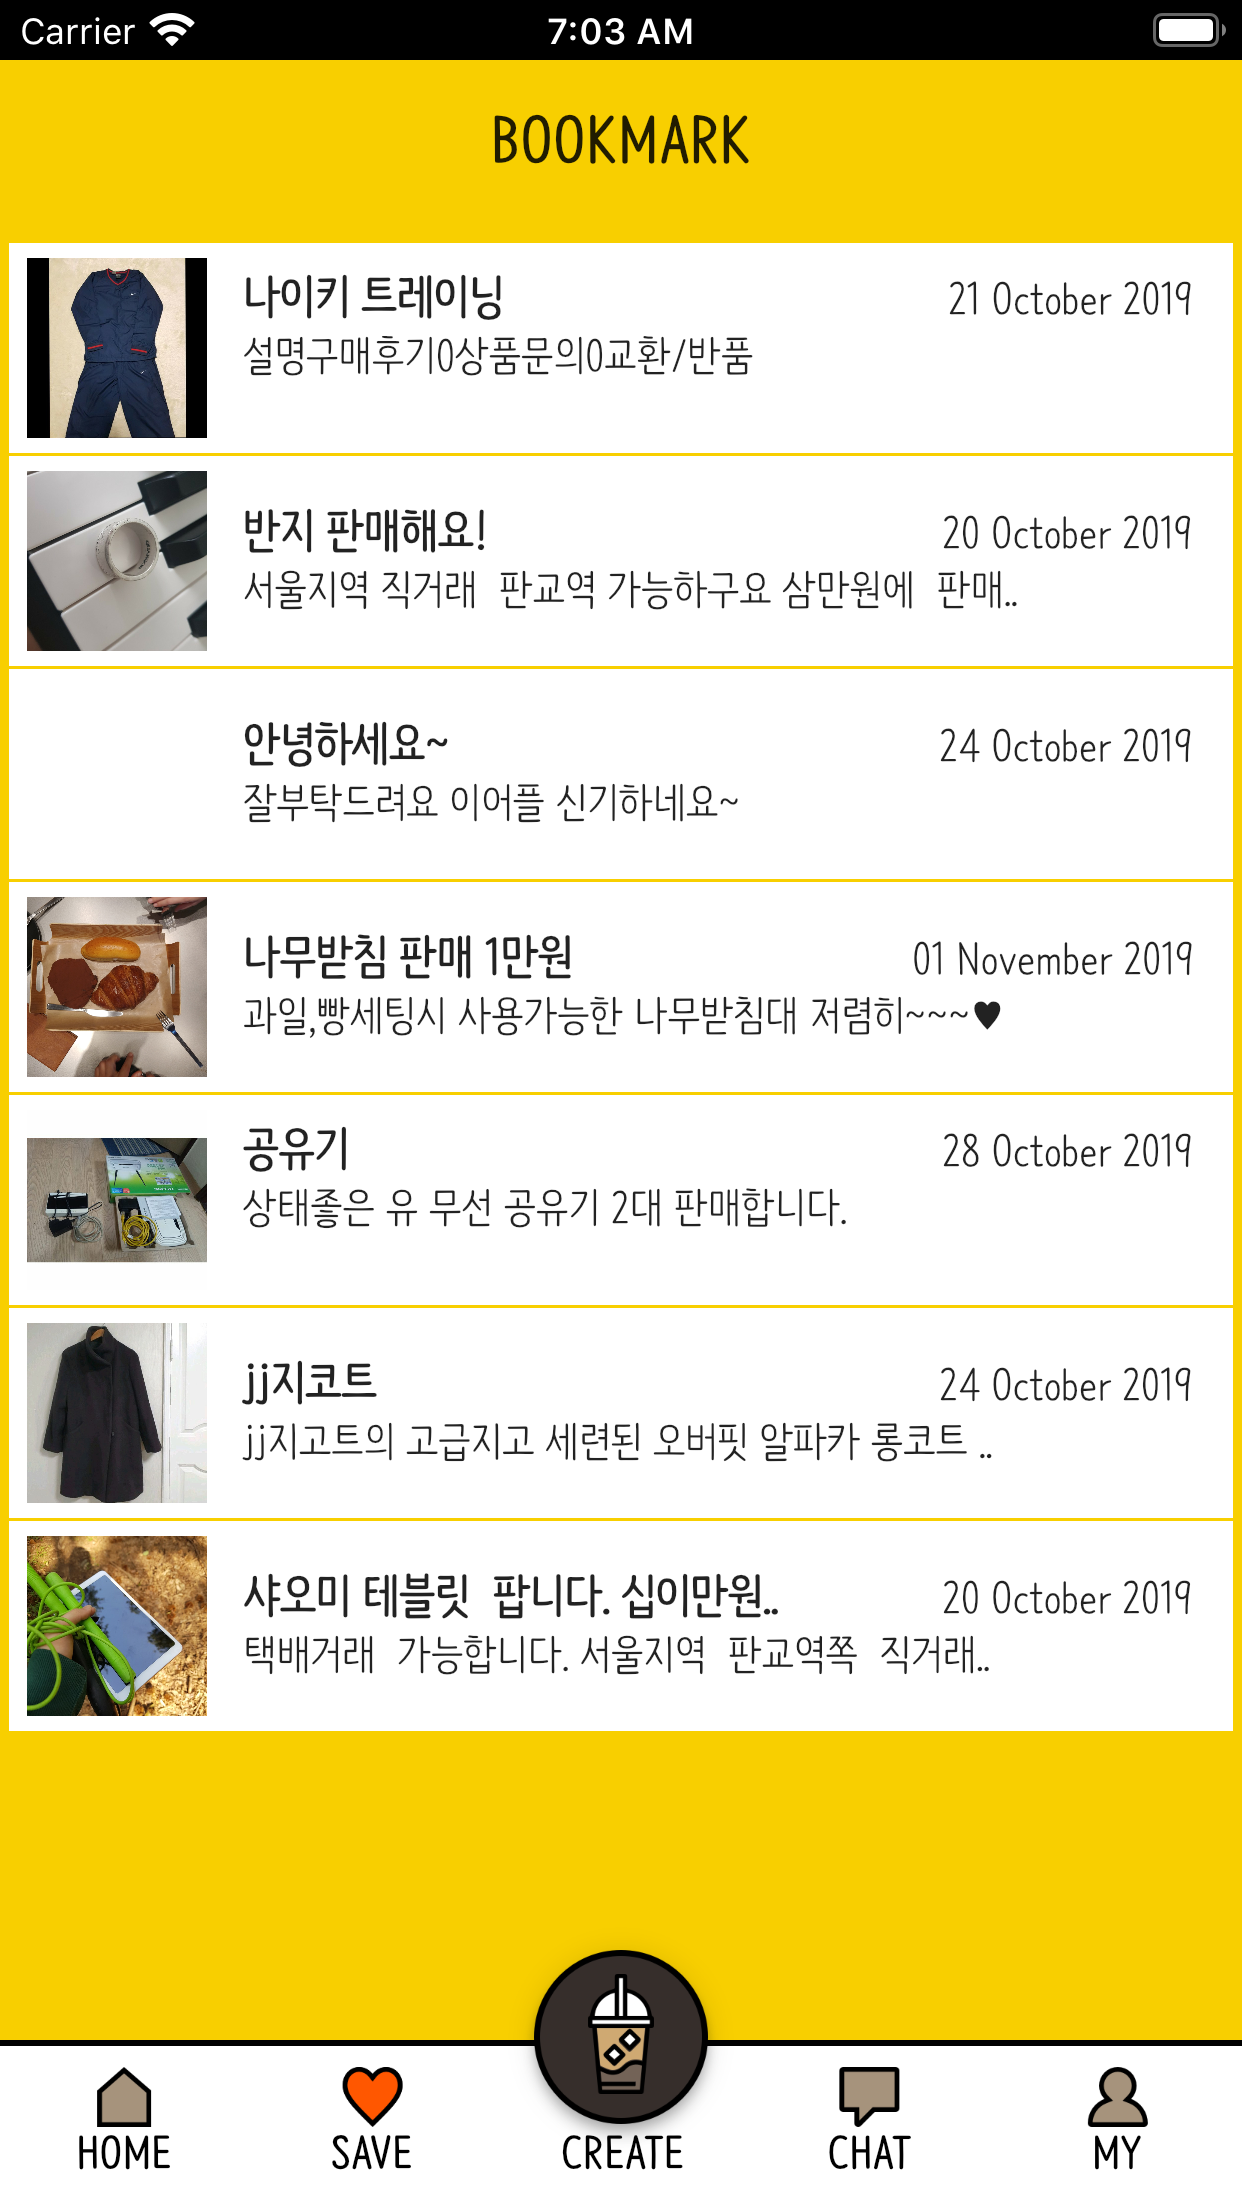 Carrier
7:03 AM
BOOKMARK
나이키 트레이닝
21 October 2019
설명구매후기0상품문의0교환/반품
반지 판매해요!
20 October 2019
서울지역 직거래  판교역 가능하구요 삼만원에  판매..
안녕하세요~
24 October 2019
잘부탁드려요 이어플 신기하네요~
나무받침 판매 1만원
01 November 2019
과일,빵세팅시 사용가능한 나무받침대 저렴히~~~♥
공유기
28 October 2019
상태좋은 유 무선 공유기 2대 판매합니다.
jj지코트
24 October 2019
jj지고트의 고급지고 세련된 오버핏 알파카 롱코트 ..
샤오미 테블릿  팝니다. 십이만원..
20 October 2019
택배거래  가능합니다. 서울지역  판교역쪽  직거래..
HOME
SAVE
CREATE
CHAT
MY